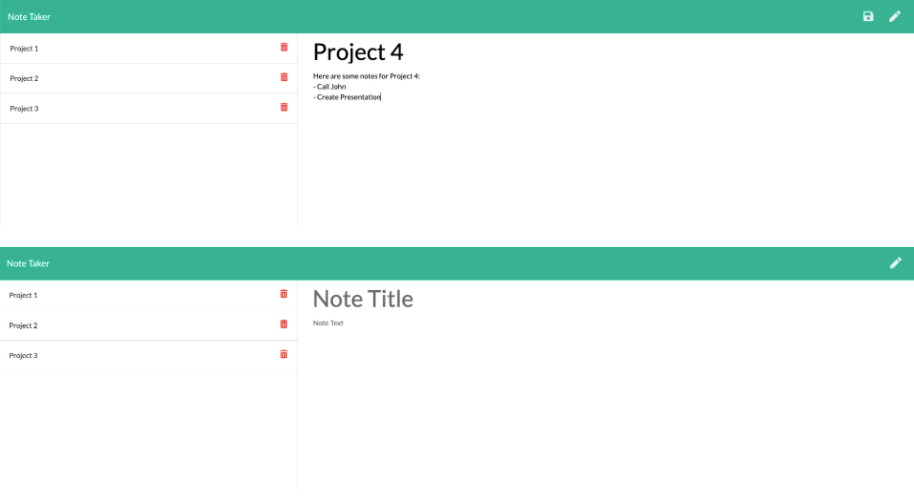 Note Taker
Project 1
Project 2
Project 3
Project 4
Here are some notes for Project 4:
- Call John
- Create Presentation
Note Taker
Project 1
Project 2
Project 3
Note Title
Note Text